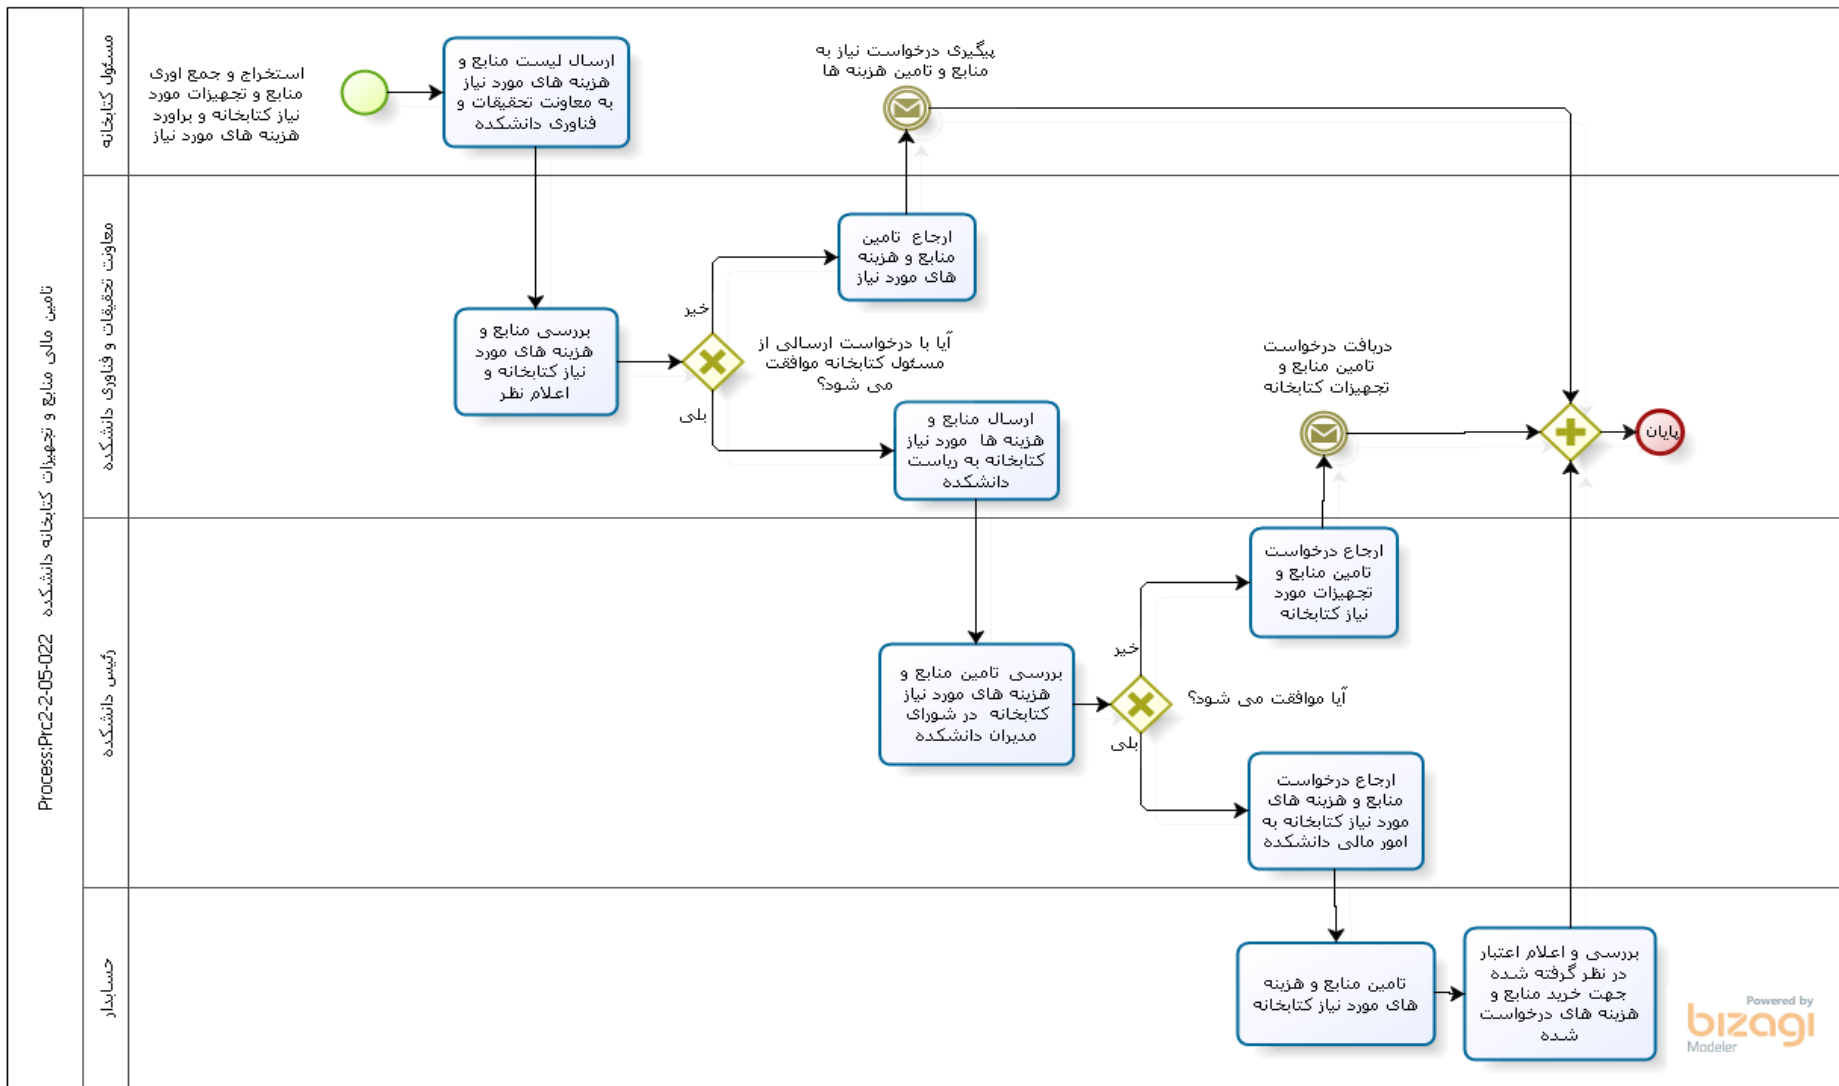 Process:Prc2-2-05-022 تامین مالی منابع و تجهیزات کتابخانه دانشکده
مسئول کتابخانه
استخراج و جمع اوری
منابع و تجهیزات مورد
نیاز کتابخانه و براورد
هزینه های مورد نیاز
ارسال لیست منابع و
هزینه های مورد نیاز
به معاونت تحقیقات و
فناوری دانشکده
پیگیری درخواست نیاز به
منابع و تامین هزینه ها
معاونت تحقیقات و فناوری دانشکده
بررسی منابع و
هزینه های مورد
نیاز کتابخانه و
اعلام نظر
خیر
بلی
آیا با درخواست ارسالی از
مسئول کتابخانه موافقت
می شود؟
ارجاع تامین
منابع و هزینه
های مورد نیاز
ارسال منابع و
هزینه ها مورد نیاز
کتابخانه به ریاست
دانشکده
دریافت درخواست
تامین منابع و
تجهیزات کتابخانه
پایان
رئیس دانشکده
بررسی تامین منابع و
هزینه های مورد نیاز
کتابخانه در شورای
مدیران دانشکده
خیر
بلی
آیا موافقت می شود؟
ارجاع درخواست
تامین منابع و
تجهیزات مورد
نیاز کتابخانه
ارجاع درخواست
منابع و هزینه های
مورد نیاز کتابخانه به
امور مالی دانشکده
حسابدار
تامین منابع و هزینه
های مورد نیاز کتابخانه
بررسی و اعلام اعتبار
در نظر گرفته شده
جهت خرید منابع و
هزینه های درخواست
شده
Powered by
bizagi
Modeler